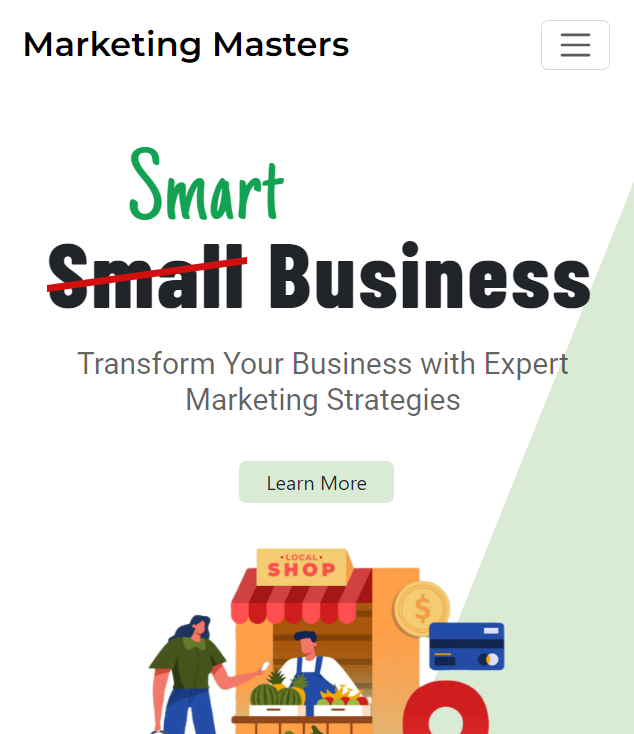 Marketing Masters
Smart
Small Business
Transform Your Business with Expert
Marketing Strategies
Learn More
•LOCAL•
SHOP
$